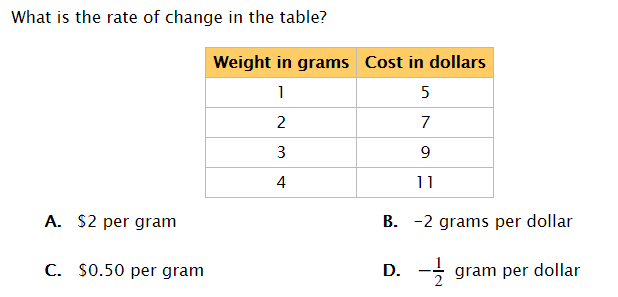 What is the rate of change in the table?
Weight in grams Cost in dollars
1 5
2 7
3 9
4 11
A. $2 per gram B. -2 grams per dollar
C. $0.50 per gram D. -1/2 gram per dollar